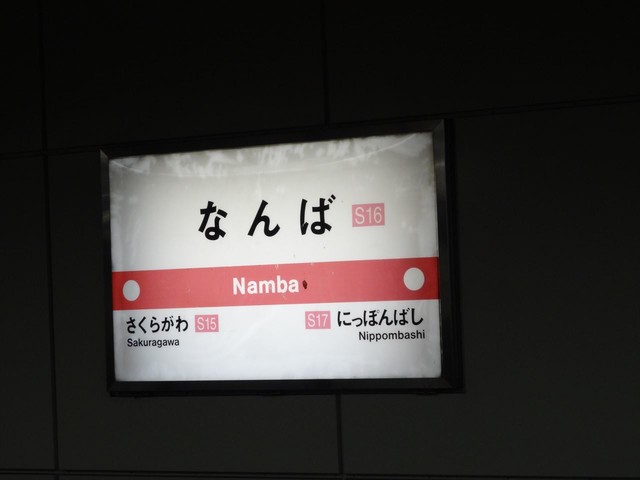 なんば S16
Namba
さくらがわ S15 S17 にっぽんばし
Sakuragawa Nippombashi